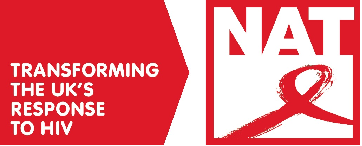 TRANSFORMING
THE UK'S
RESPONSE
TO HIV
NAT